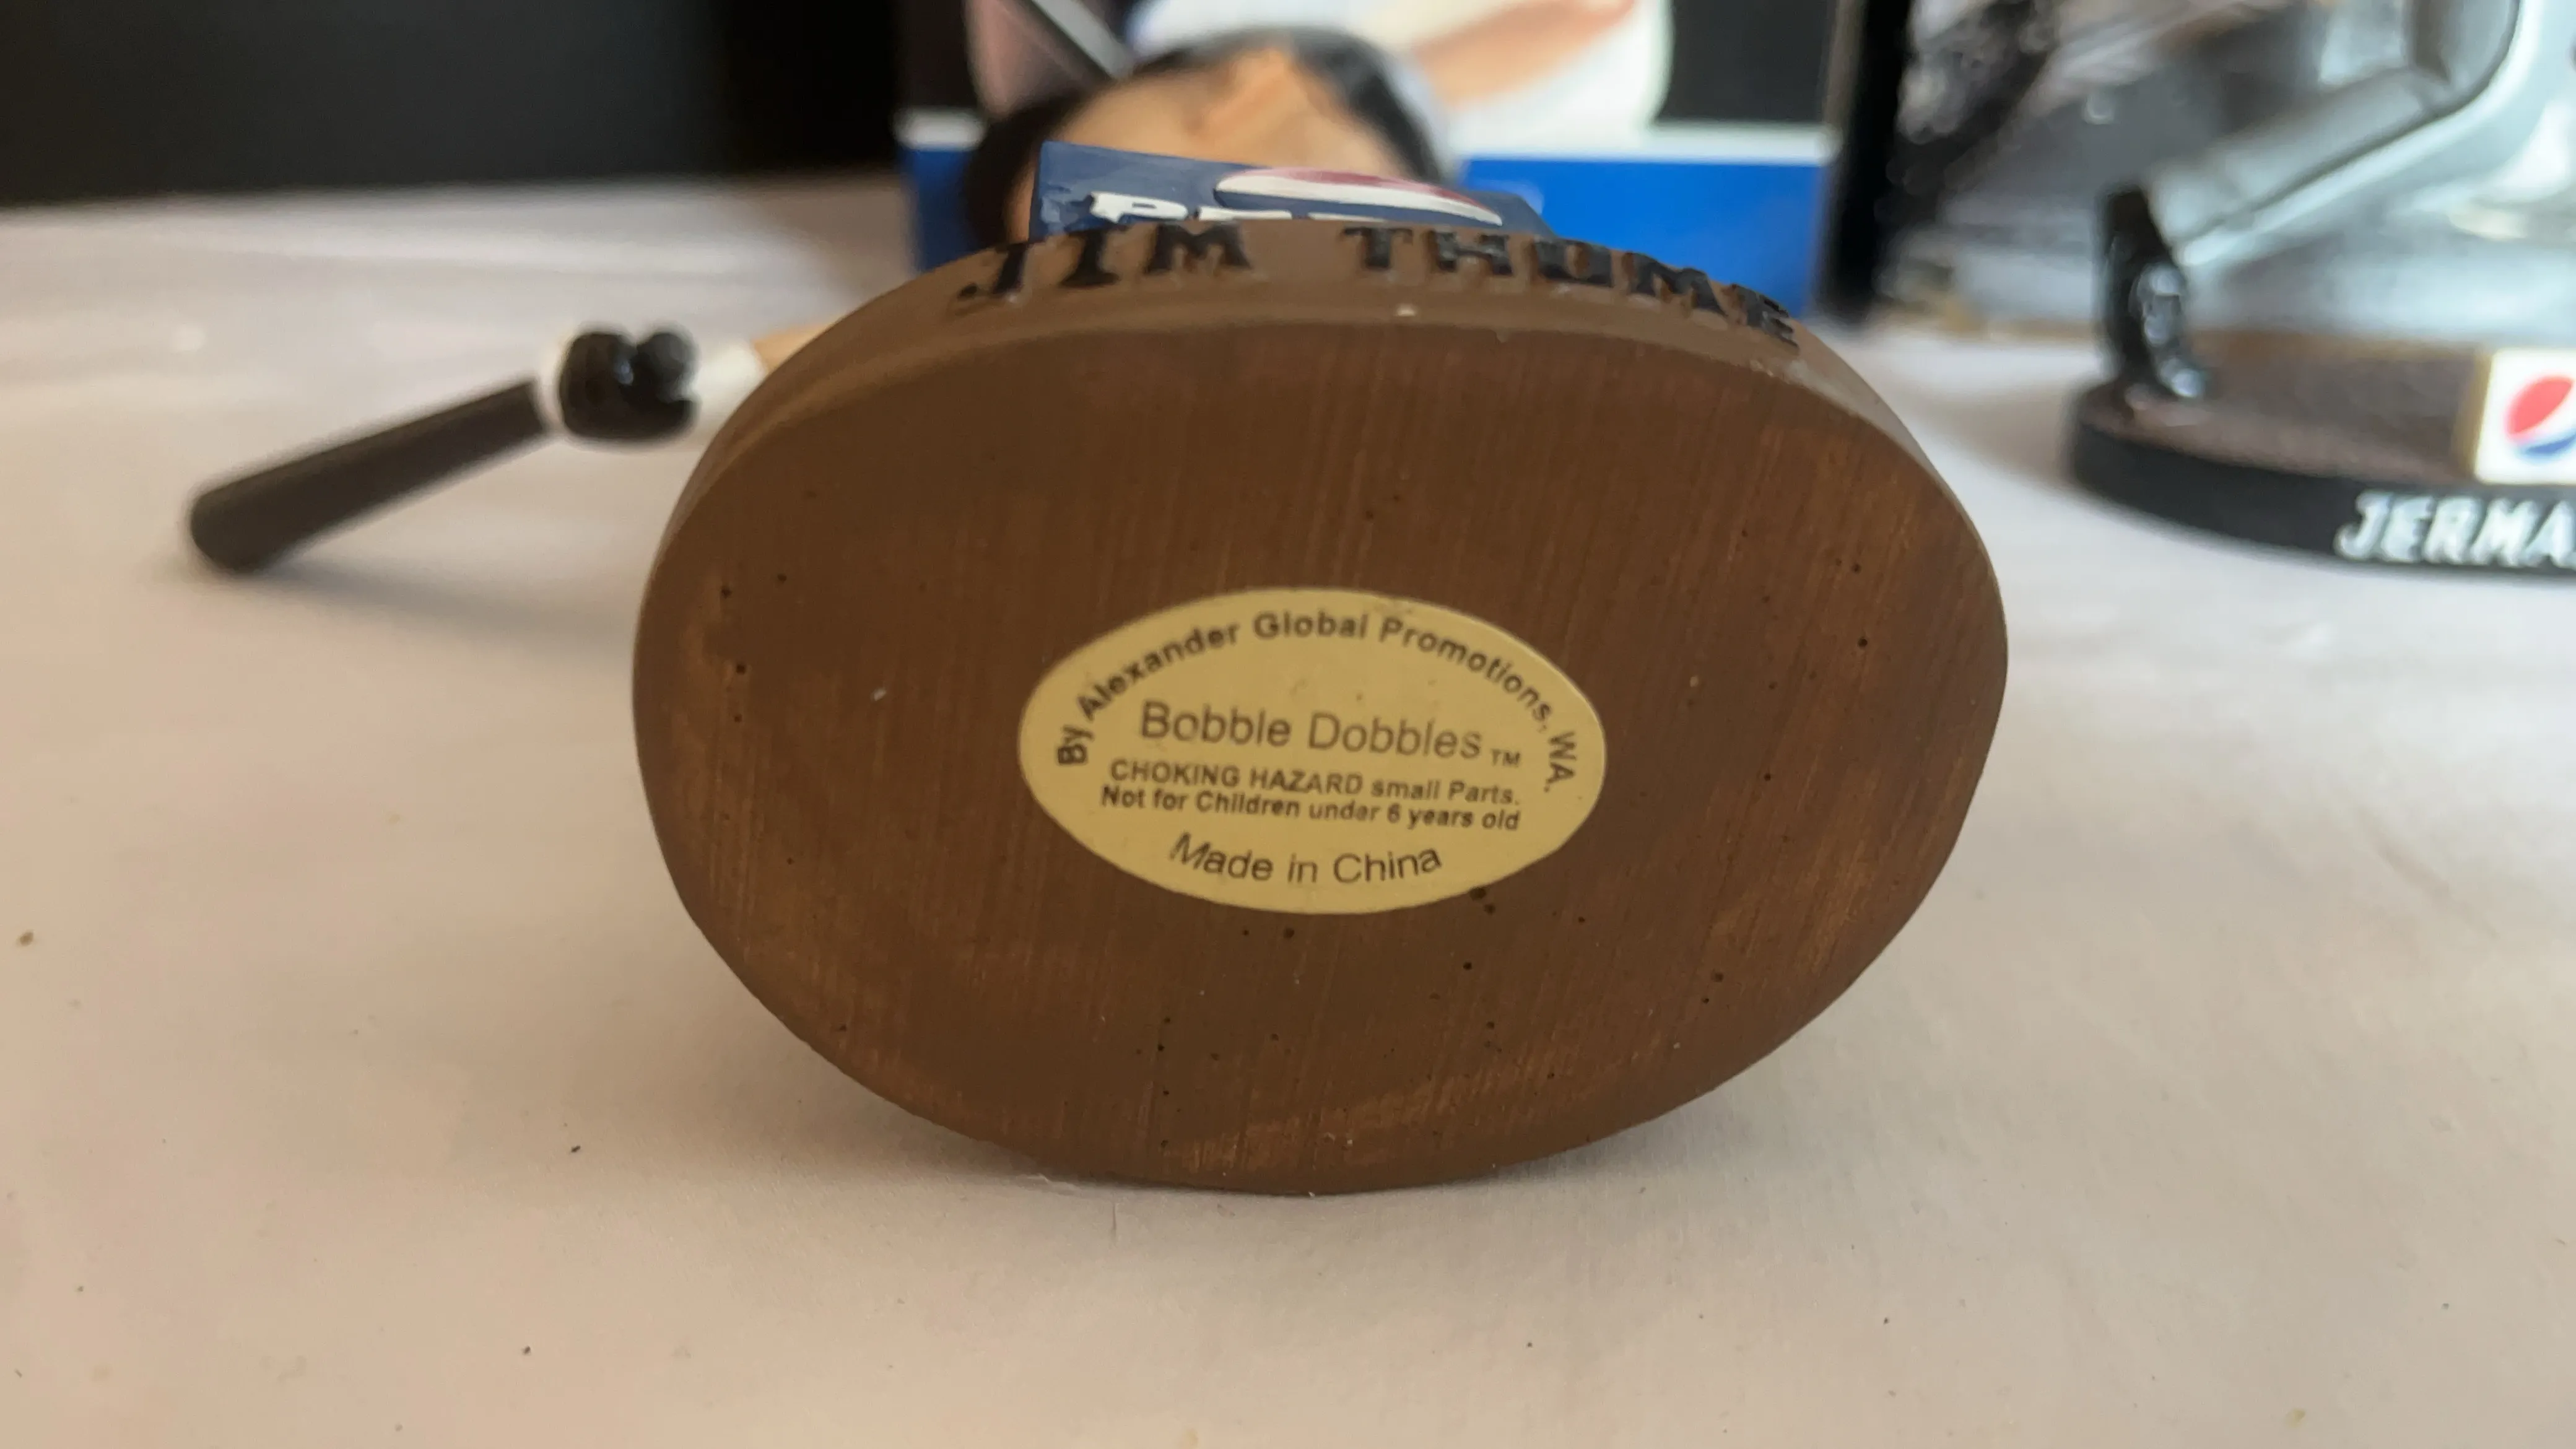 JIM THOME
By Alexander Global Promotions, WA.
Bobble Dobbles TM
CHOKING HAZARD small Parts.
Not for Children under 6 years old
Made in China